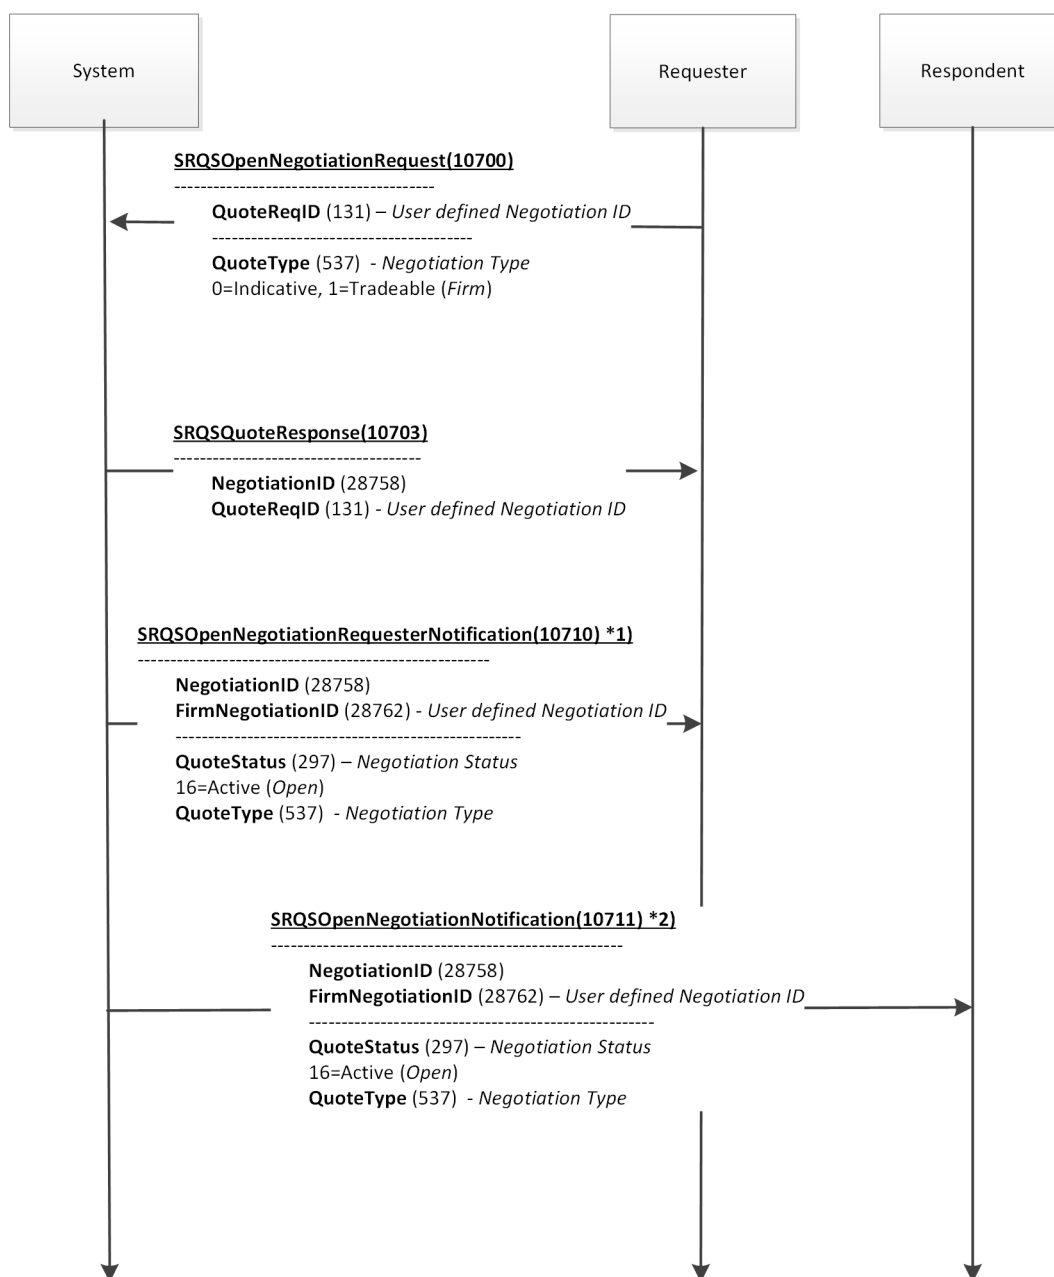 System
Requester
Respondent
SRQSOpenNegotiationRequest(10700)
----------------------------------------
QuoteReqID (131) – User defined Negotiation ID
----------------------------------------
QuoteType (537)  - Negotiation Type
0=Indicative, 1=Tradeable (Firm)
SRQSQuoteResponse(10703)
--------------------------------------
NegotiationID (28758)
QuoteReqID (131) - User defined Negotiation ID
SRQSOpenNegotiationRequesterNotification(10710) *1)
------------------------------------------------------
NegotiationID (28758)
FirmNegotiationID (28762) - User defined Negotiation ID
-----------------------------------------------------
QuoteStatus (297) – Negotiation Status
16=Active (Open)
QuoteType (537)  - Negotiation Type
SRQSOpenNegotiationNotification(10711) *2)
------------------------------------------------------
NegotiationID (28758)
FirmNegotiationID (28762) – User defined Negotiation ID
-----------------------------------------------------
QuoteStatus (297) – Negotiation Status
16=Active (Open)
QuoteType (537)  - Negotiation Type